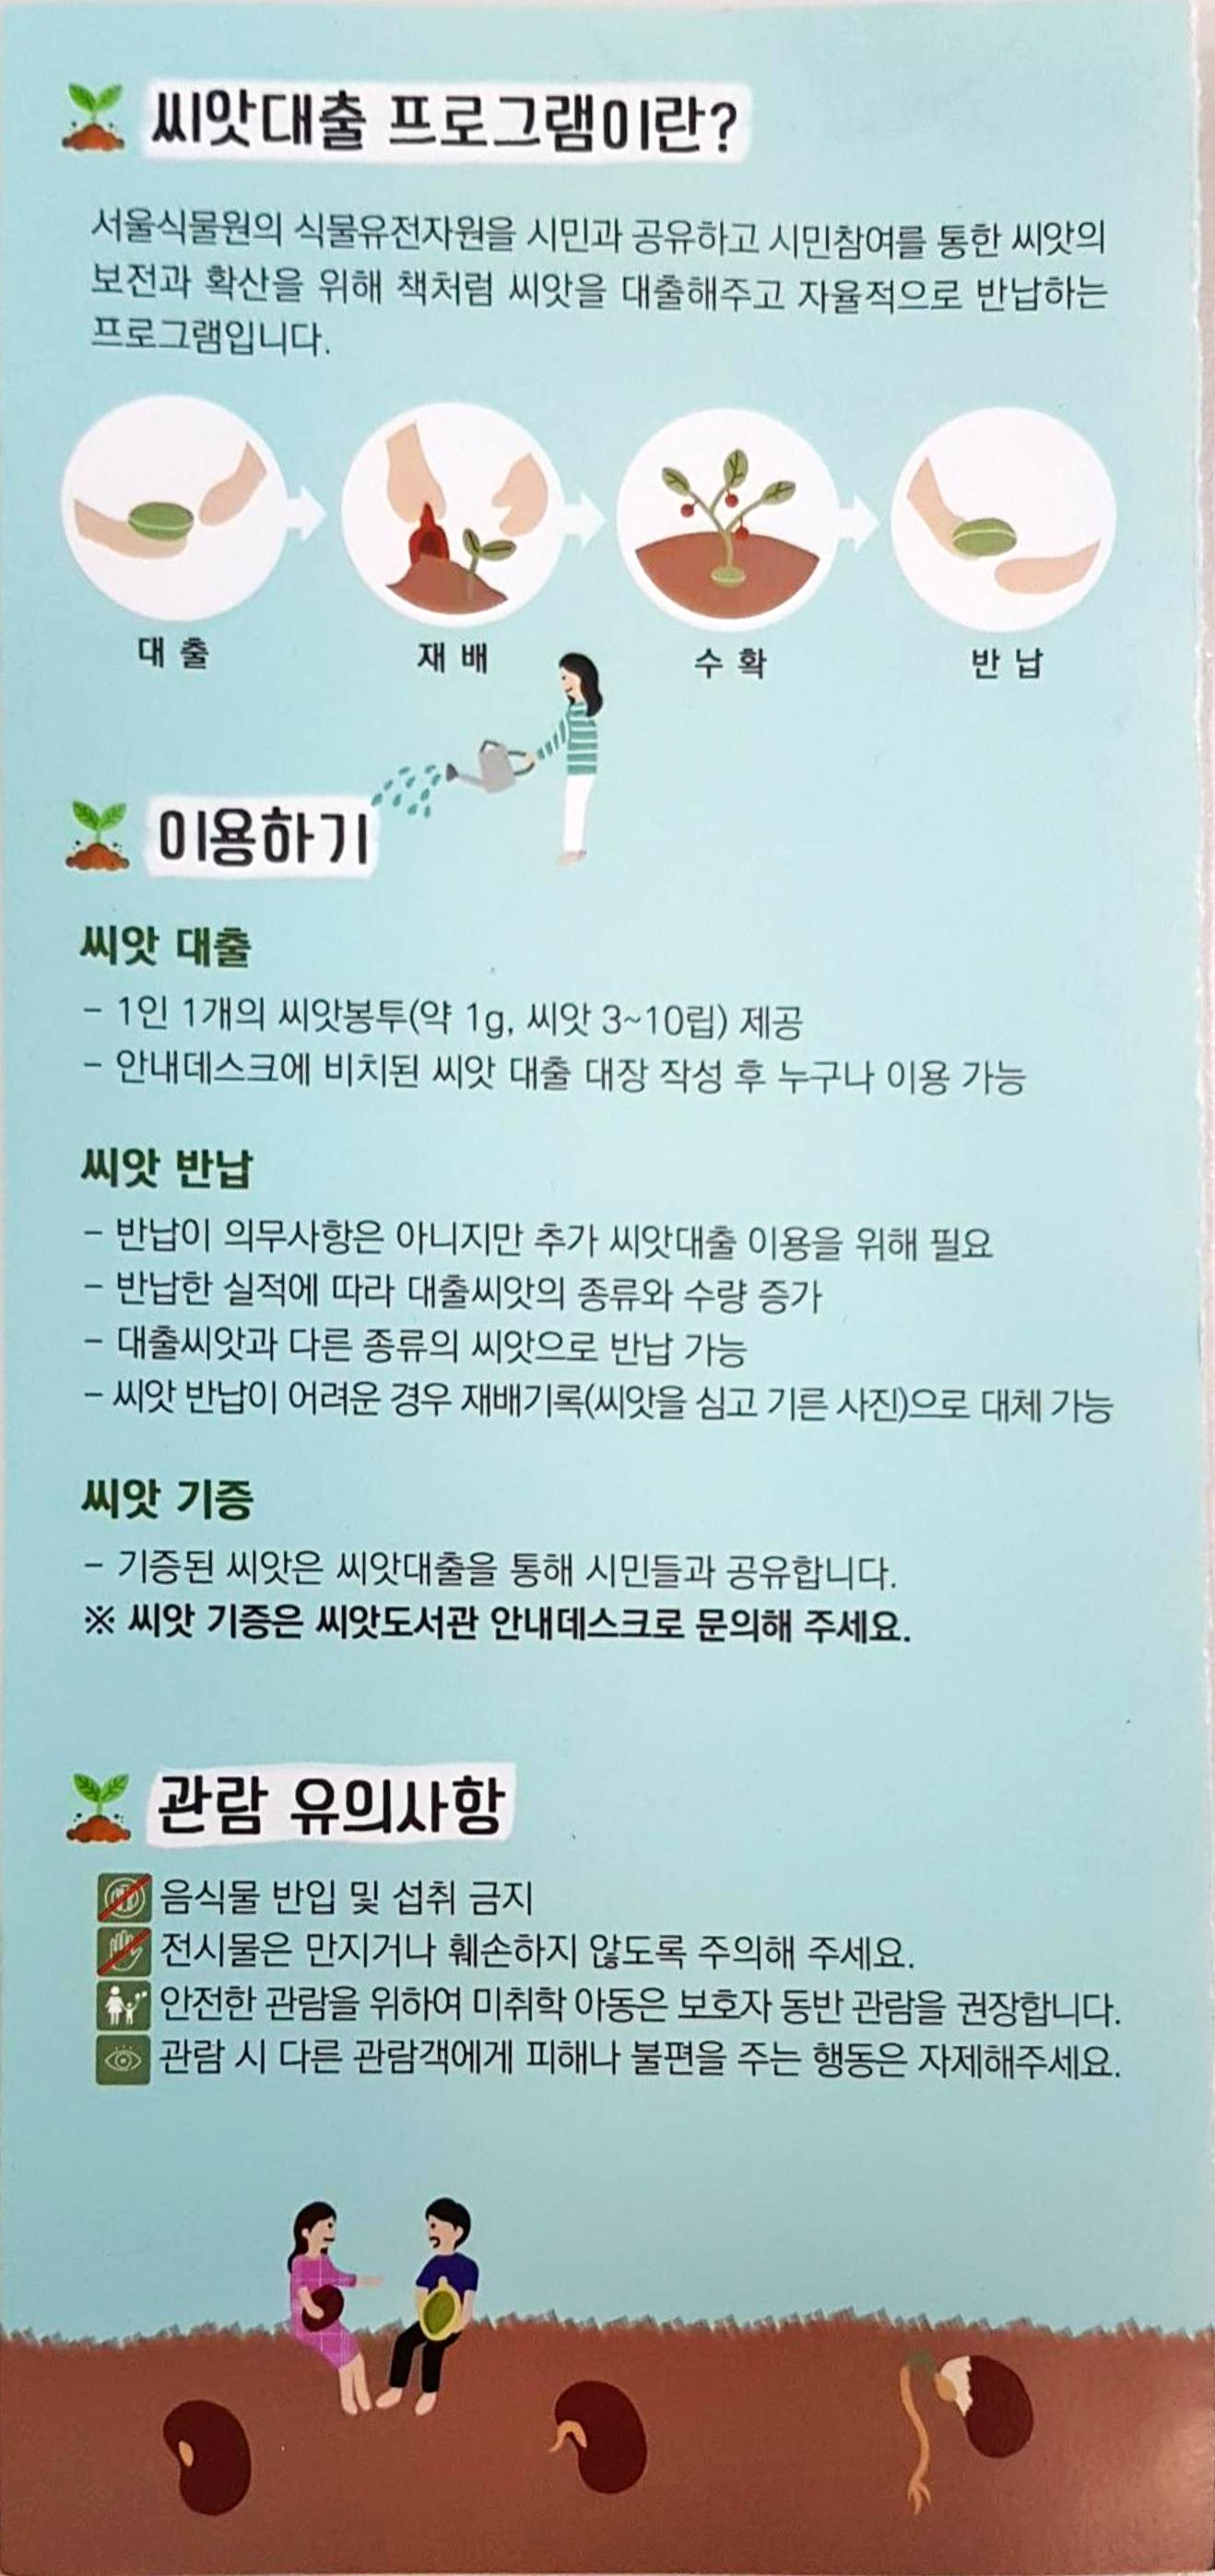 씨앗대출 프로그램이란?
서울식물원의 식물유전자원을 시민과 공유하고 시민참여를 통한 씨앗의
보전과 확산을 위해 책처럼 씨앗을 대출해주고 자율적으로 반납하는
프로그램입니다.
대 출
재 배
수 확
반 납
이용하기
씨앗 대출
- 1인 1개의 씨앗봉투(약 1g, 씨앗 3~10립) 제공
- 안내데스크에 비치된 씨앗 대출 대장 작성 후 누구나 이용 가능
씨앗 반납
- 반납이 의무사항은 아니지만 추가 씨앗대출 이용을 위해 필요
- 반납한 실적에 따라 대출씨앗의 종류와 수량 증가
- 대출씨앗과 다른 종류의 씨앗으로 반납 가능
- 씨앗 반납이 어려운 경우 재배기록(씨앗을 심고 기른 사진)으로 대체 가능
씨앗 기증
- 기증된 씨앗은 씨앗대출을 통해 시민들과 공유합니다.
※ 씨앗 기증은 씨앗도서관 안내데스크로 문의해 주세요.
관람 유의사항
음식물 반입 및 섭취 금지
전시물은 만지거나 훼손하지 않도록 주의해 주세요.
안전한 관람을 위하여 미취학 아동은 보호자 동반 관람을 권장합니다.
관람 시 다른 관람객에게 피해나 불편을 주는 행동은 자제해주세요.